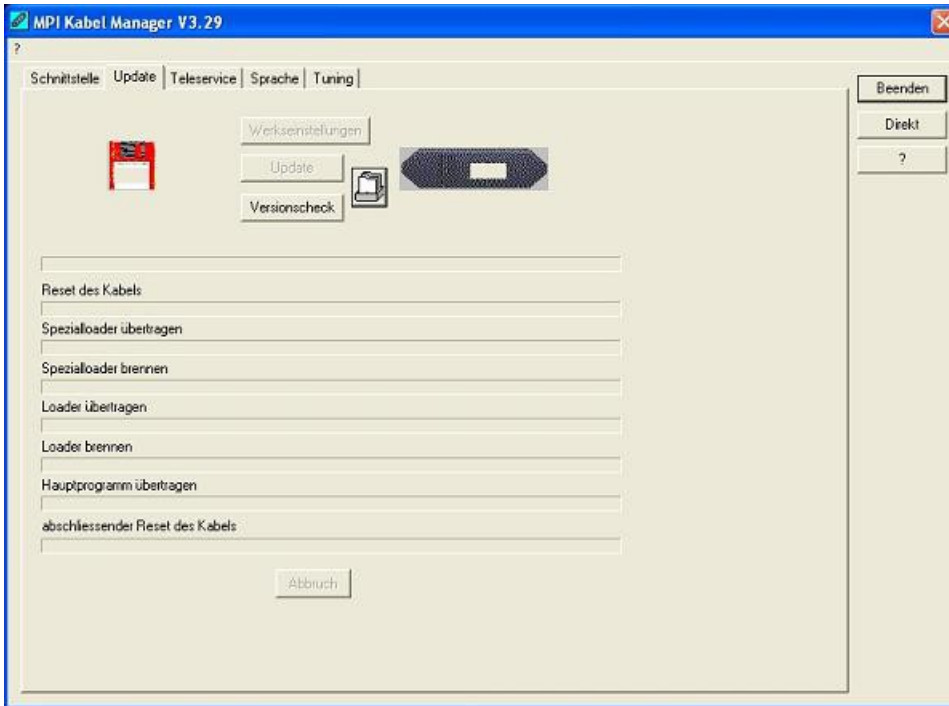 MPI Kabel Manager V3.29
?
Schnittstelle Update Teleservice Sprache Tuning
Beenden
Direkt
?
Werkseinstellungen
Update
Versionscheck
Reset des Kabels
Spezialloader übertragen
Spezialloader brennen
Loader übertragen
Loader brennen
Hauptprogramm übertragen
abschliessender Reset des Kabels
Abbruch